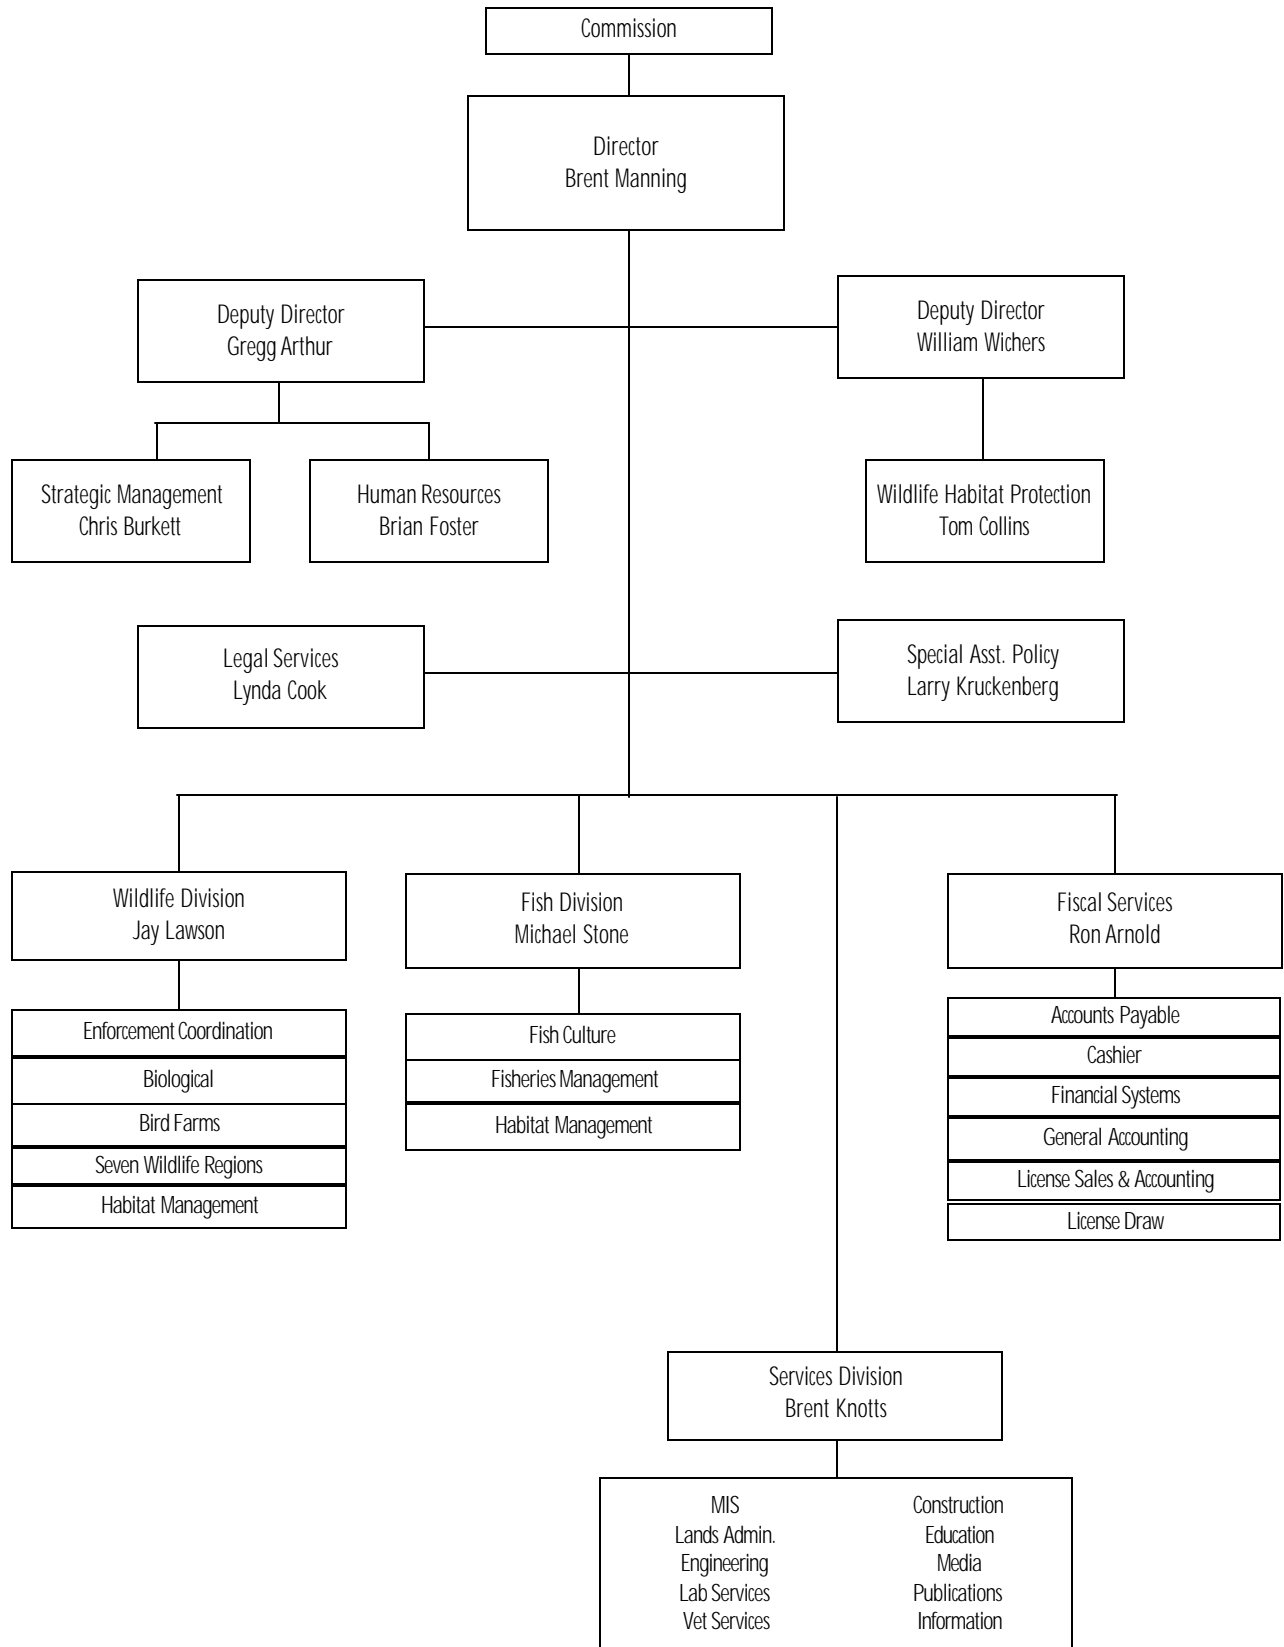 Commission
Director
Brent Manning
Deputy Director
Gregg Arthur
Deputy Director
William Wichers
Strategic Management
Chris Burkett
Human Resources
Brian Foster
Wildlife Habitat Protection
Tom Collins
Legal Services
Lynda Cook
Special Asst. Policy
Larry Kruckenberg
Wildlife Division
Jay Lawson
Enforcement Coordination
Biological
Bird Farms
Seven Wildlife Regions
Habitat Management
Fish Division
Michael Stone
Fish Culture
Fisheries Management
Habitat Management
Fiscal Services
Ron Arnold
Accounts Payable
Cashier
Financial Systems
General Accounting
License Sales & Accounting
License Draw
Services Division
Brent Knotts
MIS
Lands Admin.
Engineering
Lab Services
Vet Services
Construction
Education
Media
Publications
Information